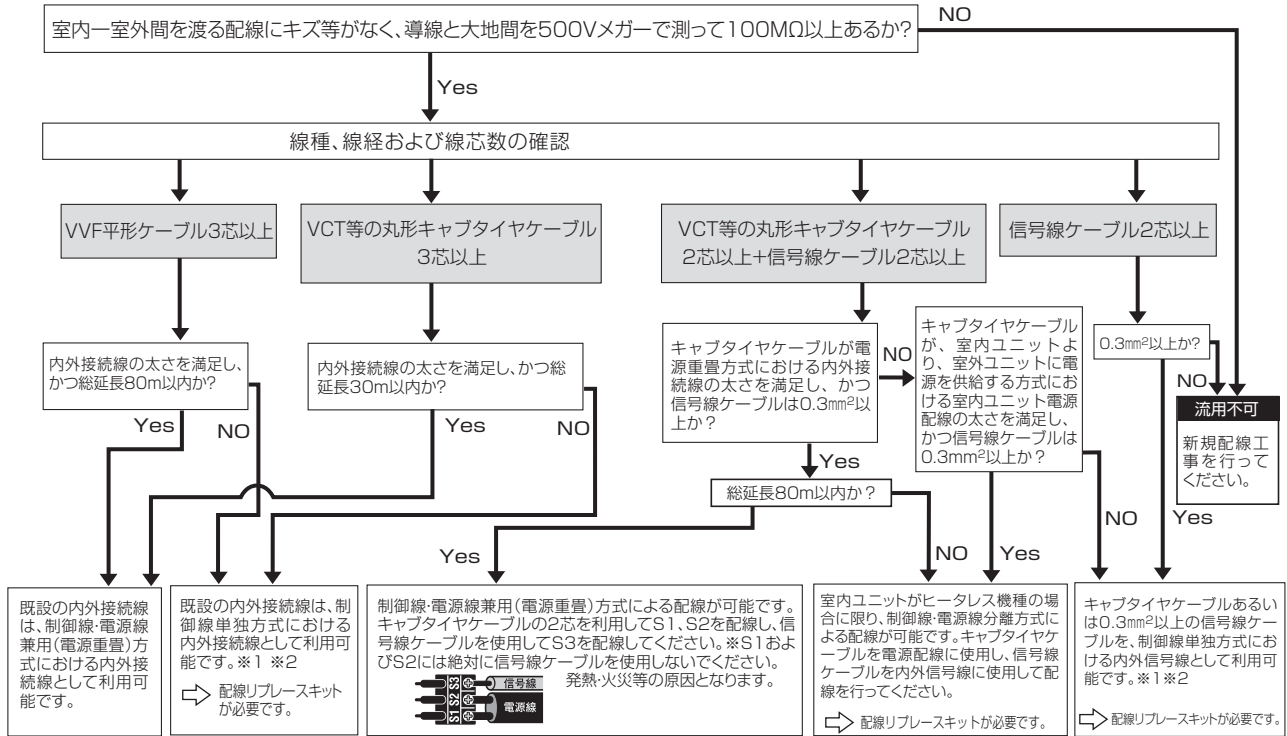 室内ー室外間を渡る配線にキズ等がなく、導線と大地間を500Vメガーで測って100MΩ以上あるか?
NO
Yes
線種、線経および線芯数の確認
VVF平形ケーブル3芯以上
VCT等の丸形キャブタイヤケーブル
3芯以上
VCT等の丸形キャブタイヤケーブル
2芯以上+信号線ケーブル2芯以上
信号線ケーブル2芯以上
内外接続線の太さを満足し、
かつ総延長80m以内か?
Yes
NO
内外接続線の太さを満足し、かつ総
延長30m以内か?
Yes
NO
キャブタイヤケーブルが電
源重畳方式における内外接
続線の太さを満足し、かつ
信号線ケーブルは0.3mm²以
上か?
NO
Yes
キャブタイヤケーブル
が、室内ユニットよ
り、室外ユニットに電
源を供給する方式にお
ける室内ユニット電源
配線の太さを満足し、
かつ信号線ケーブルは
0.3mm²以上か?
0.3mm²以上か?
NO
流用不可
新規配線工
事を行って
ください。
総延長80m以内か?
Yes
NO
Yes
NO
Yes
既設の内外接続線
は、制御線・電源線
兼用(電源重畳)方
式における内外接
続線として利用可
能です。
既設の内外接続線は、制
御線単独方式における
内外接続線として利用可
能です。※1 ※2
配線リプレースキット
が必要です。
制御線・電源線兼用(電源重畳)方式による配線が可能です。
キャブタイヤケーブルの2芯を利用してS1、S2を配線し、信
号線ケーブルを使用してS3を配線してください。※S1およ
びS2には絶対に信号線ケーブルを使用しないでください。
発熱・火災等の原因となります。
S1 S2 S3
信号線
電源線
室内ユニットがヒータレス機種の場
合に限り、制御線・電源線分離方式に
よる配線が可能です。キャブタイヤケ
ーブルを電源配線に使用し、信号線
ケーブルを内外信号線に使用して配
線を行ってください。
配線リプレースキットが必要です。
キャブタイヤケーブルあるい
は0.3mm²以上の信号線ケー
ブルを、制御線単独方式にお
ける内外信号線として利用可
能です。※1※2
配線リプレースキットが必要です。